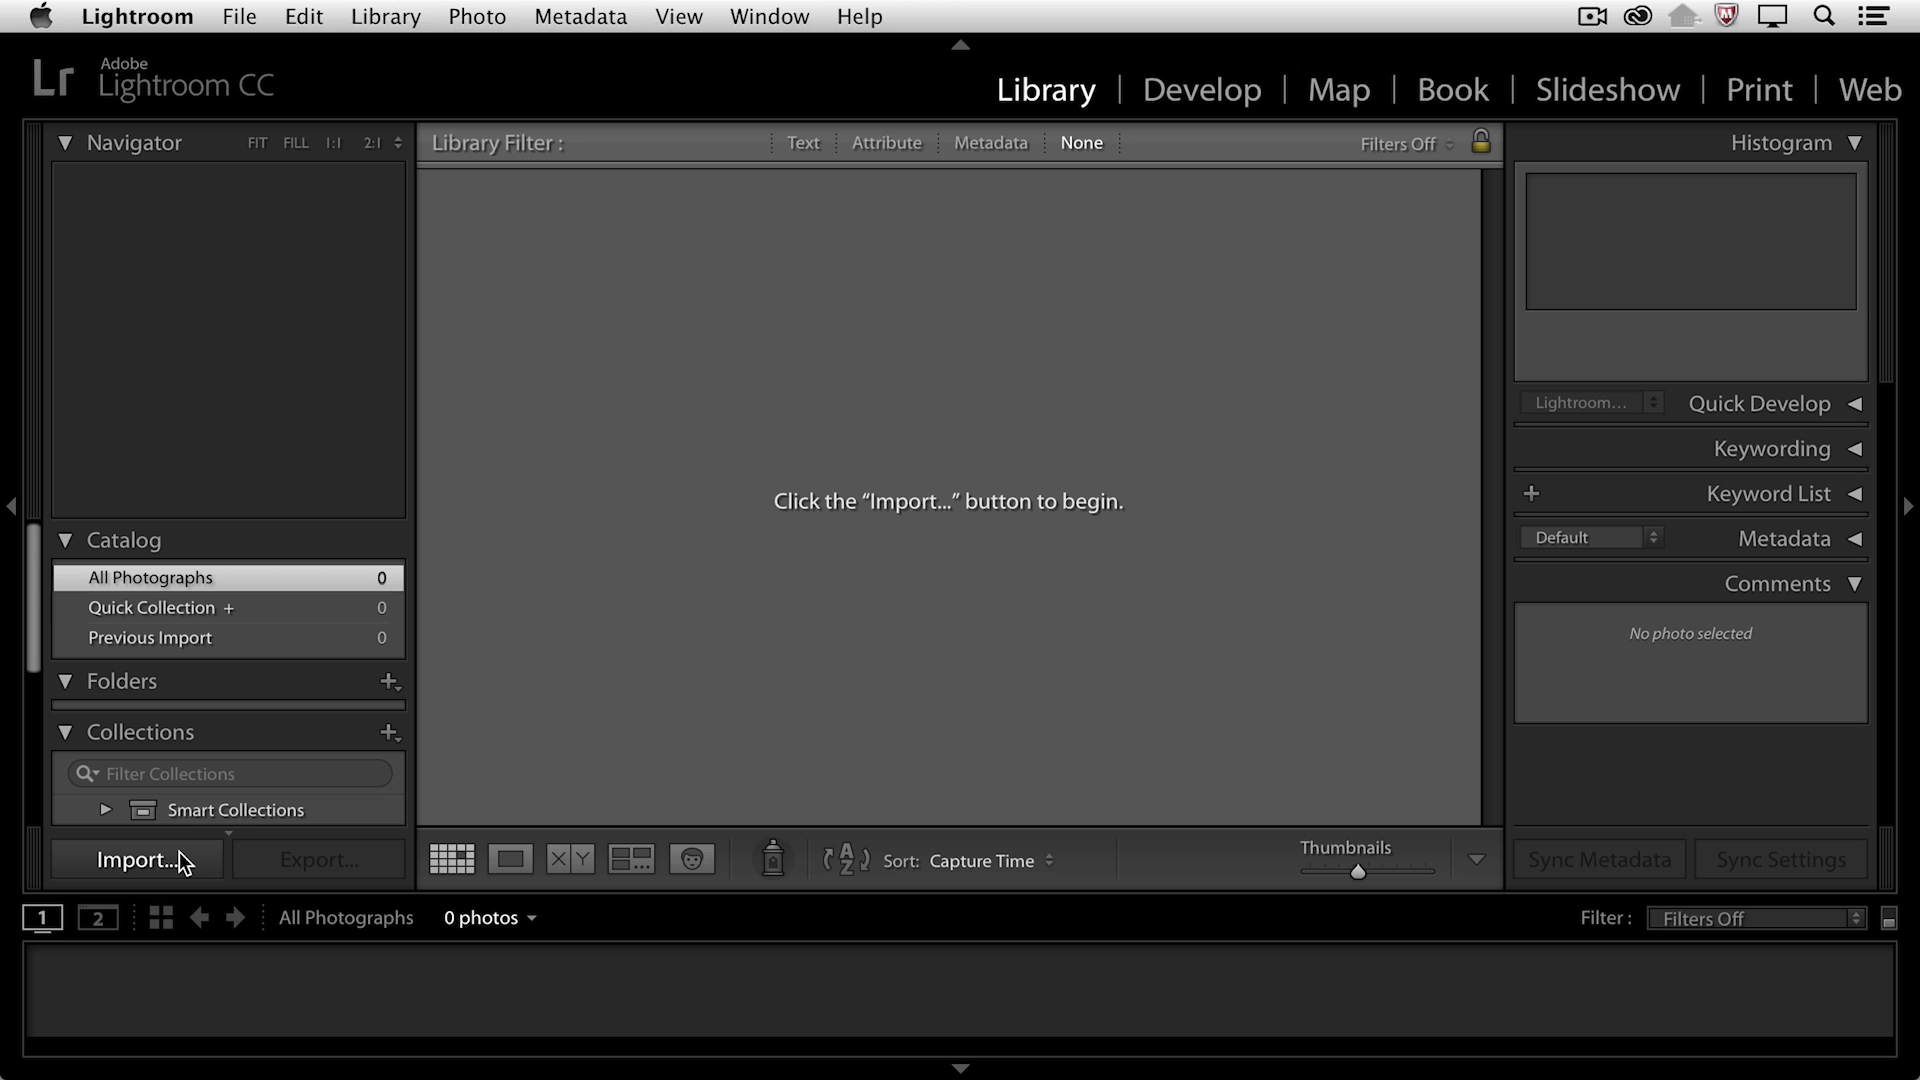 Lightroom File Edit Library Photo Metadata View Window Help
Lr Adobe
Lightroom CC
Library | Develop | Map | Book | Slideshow | Print | Web
Navigator FIT FILL 1:1 2:1
Library Filter : Text Attribute Metadata None Filters Off
Histogram
Lightroom... Quick Develop
Keywording
+ Keyword List
Default Metadata
Comments
No photo selected
Click the “Import...” button to begin.
Catalog
All Photographs 0
Quick Collection + 0
Previous Import 0
Folders +
Collections +
Filter Collections
Smart Collections
Import... Export...
X Y
A Z Sort: Capture Time
Thumbnails
Sync Metadata Sync Settings
1 2 All Photographs 0 photos
Filter : Filters Off